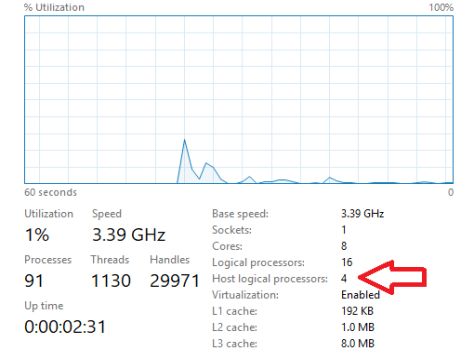 % Utilization 100%
60 seconds 0
Utilization Speed
1% 3.39 GHz
Processes Threads Handles
91 1130 29971
Up time
0:00:02:31
Base speed: 3.39 GHz
Sockets: 1
Cores: 8
Logical processors: 16
Host logical processors: 4
Virtualization: Enabled
L1 cache: 192 KB
L2 cache: 1.0 MB
L3 cache: 8.0 MB